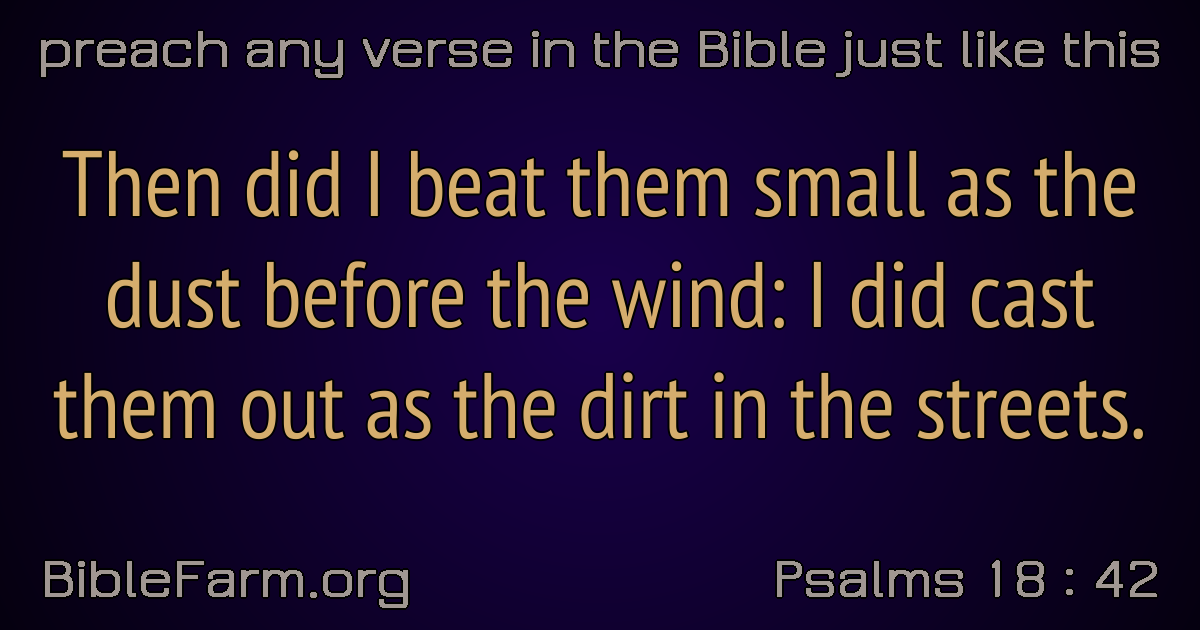 preach any verse in the Bible just like this
Then did I beat them small as the
dust before the wind: I did cast
them out as the dirt in the streets.
BibleFarm.org
Psalms 18 : 42